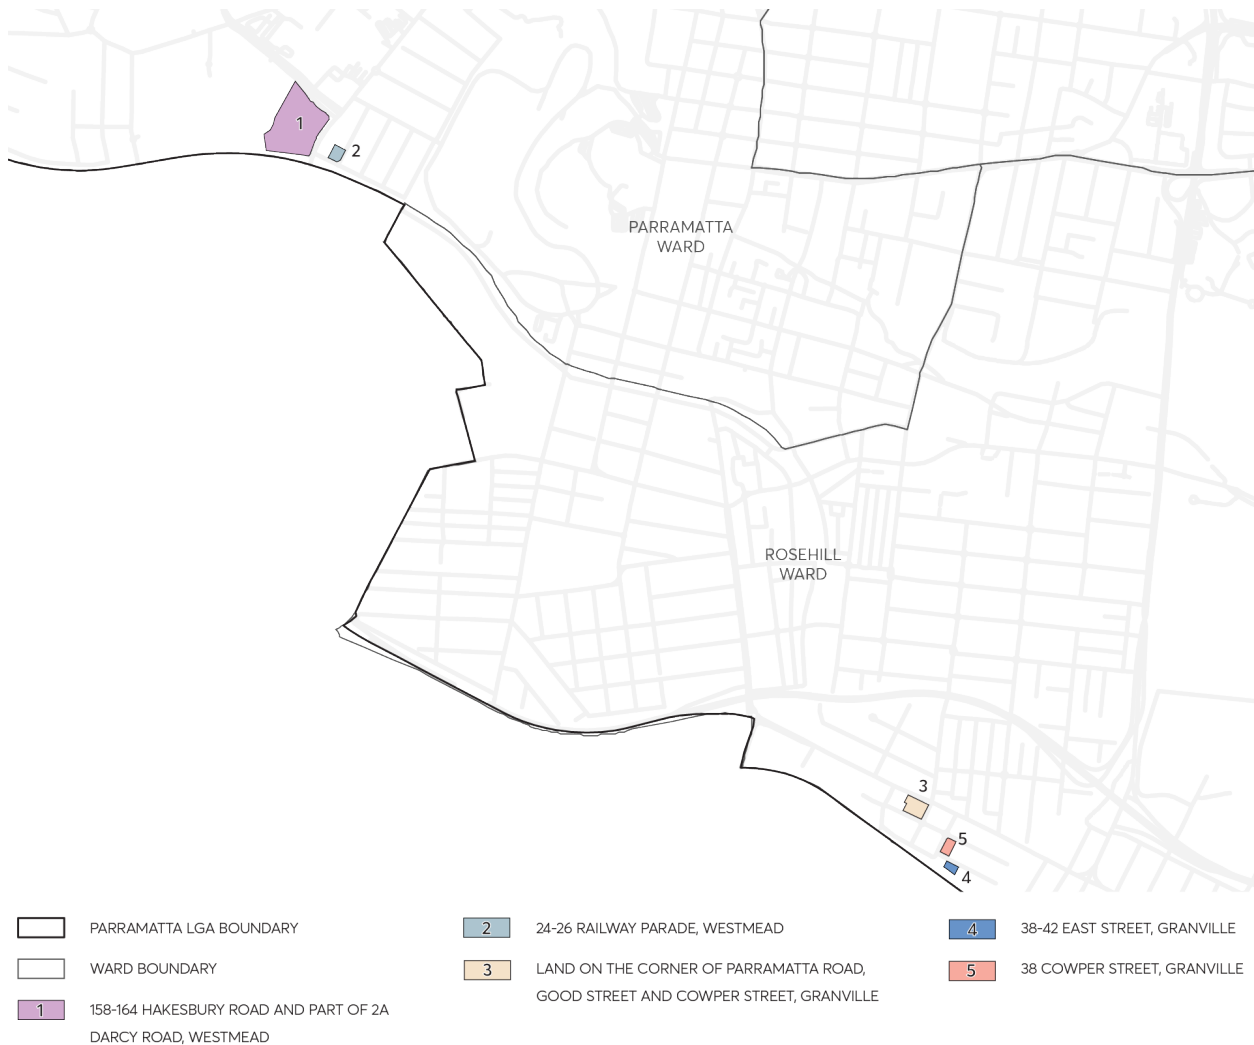 1
2
PARRAMATTA
WARD
ROSEHILL
WARD
3
5
4
PARRAMATTA LGA BOUNDARY
WARD BOUNDARY
1 158-164 HAKESBURY ROAD AND PART OF 2A
DARCY ROAD, WESTMEAD
2 24-26 RAILWAY PARADE, WESTMEAD
3 LAND ON THE CORNER OF PARRAMATTA ROAD,
GOOD STREET AND COWPER STREET, GRANVILLE
4 38-42 EAST STREET, GRANVILLE
5 38 COWPER STREET, GRANVILLE